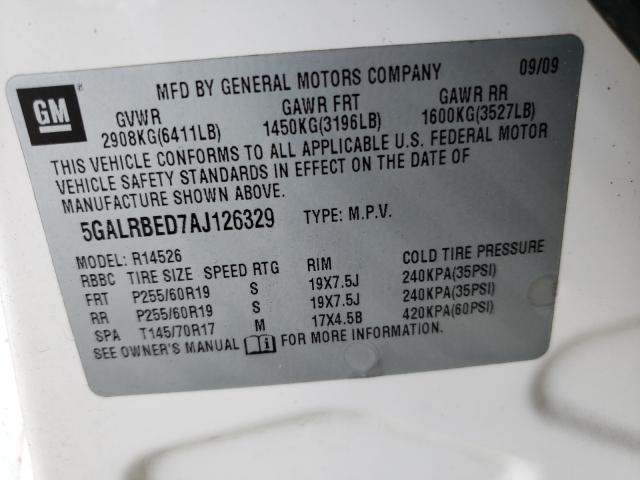 GM
MFD BY GENERAL MOTORS COMPANY 09/09
GVWR GAWR FRT GAWR RR
2908KG(6411LB) 1450KG(3196LB) 1600KG(3527LB)
THIS VEHICLE CONFORMS TO ALL APPLICABLE U.S. FEDERAL MOTOR
VEHICLE SAFETY STANDARDS IN EFFECT ON THE DATE OF
MANUFACTURE SHOWN ABOVE.
5GALRBED7AJ126329 TYPE: M.P.V.
MODEL: R14526
RBBC TIRE SIZE SPEED RTG RIM COLD TIRE PRESSURE
FRT P255/60R19 S 19X7.5J 240KPA(35PSI)
RR P255/60R19 S 19X7.5J 240KPA(35PSI)
SPA T145/70R17 M 17X4.5B 420KPA(60PSI)
SEE OWNER'S MANUAL FOR MORE INFORMATION.